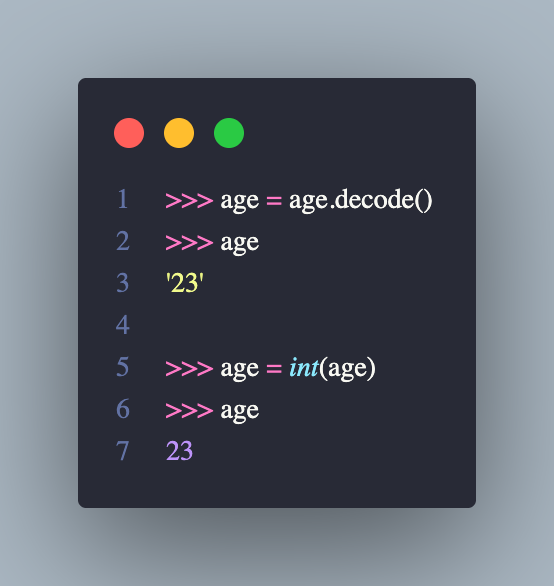 1 >>> age = age.decode()
2 >>> age
3 '23'
4
5 >>> age = int(age)
6 >>> age
7 23